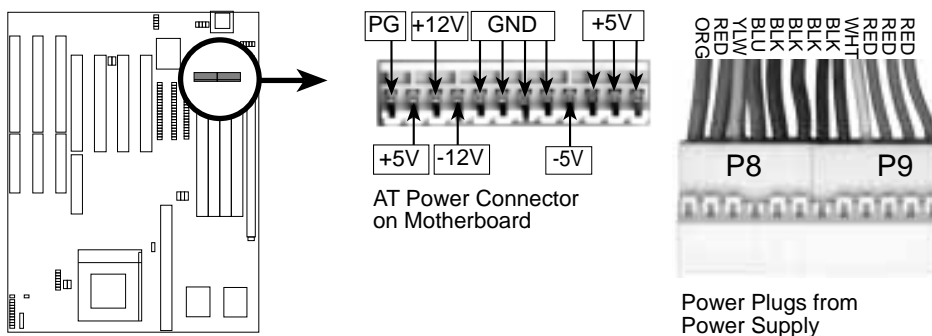 PG +12V GND +5V
+5V -12V -5V
AT Power Connector
on Motherboard
ORG
RED
YLW
BLU
BLK
BLK
BLK
BLK
WHT
RED
RED
RED
P8 P9
Power Plugs from
Power Supply